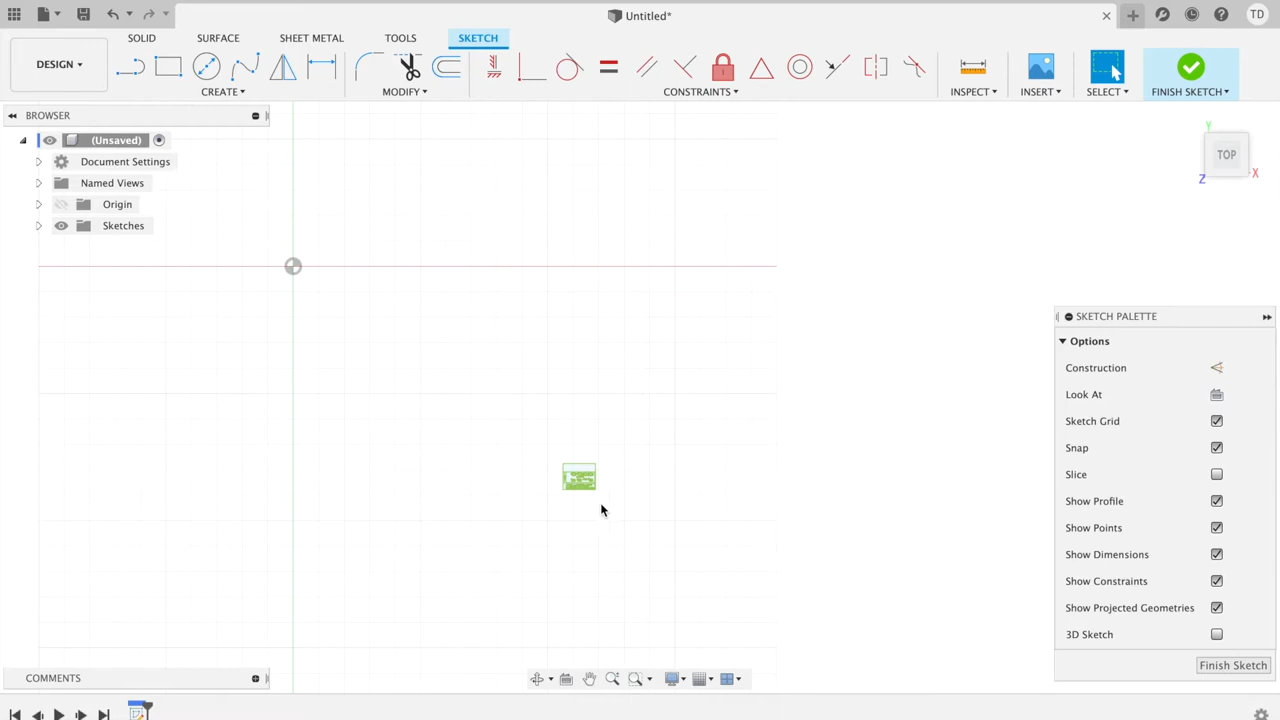 Untitled*
TD
SOLID
SURFACE
SHEET METAL
TOOLS
SKETCH
DESIGN
CREATE
MODIFY
CONSTRAINTS
INSPECT
INSERT
SELECT
FINISH SKETCH
BROWSER
(Unsaved)
Document Settings
Named Views
Origin
Sketches
Y
TOP
X
Z
SKETCH PALETTE
Options
Construction
Look At
Sketch Grid
Snap
Slice
Show Profile
Show Points
Show Dimensions
Show Constraints
Show Projected Geometries
3D Sketch
Finish Sketch
COMMENTS